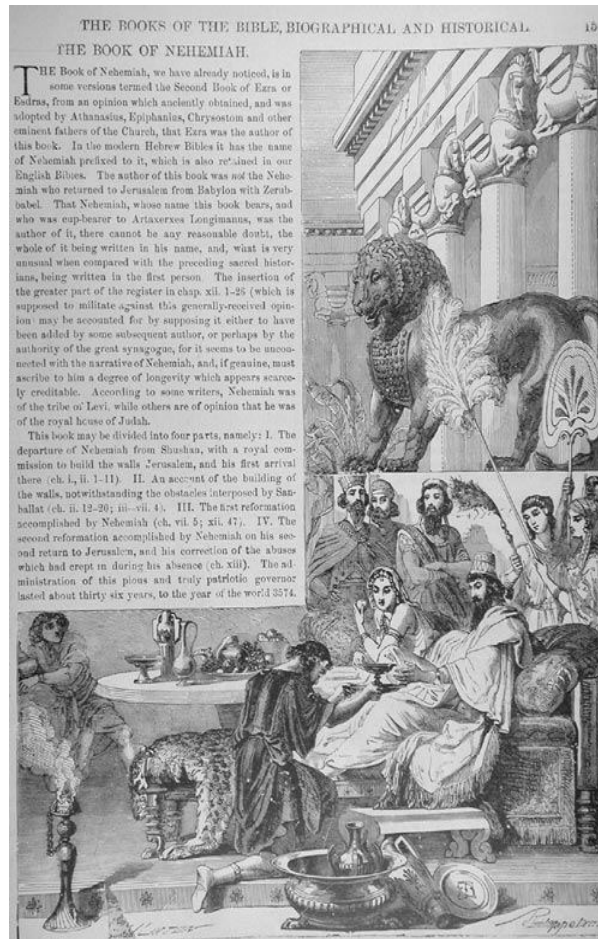 THE BOOKS OF THE BIBLE, BIOGRAPHICAL AND HISTORICAL.
THE BOOK OF NEHEMIAH.
THE Book of Nehemiah, we have already noticed, is in
some versions termed the Second Book of Ezra or
Esdras, from an opinion which anciently obtained, and was
adopted by Athanasius, Epiphanius, Chrysostom and other
eminent fathers of the Church, that Ezra was the author of
this book. In the modern Hebrew Bibles it has the name
of Nehemiah prefixed to it, which is also retained in our
English Bibles. The author of this book was not the Nehe-
miah who returned to Jerusalem from Babylon with Zerub-
babel. That Nehemiah, whose name this book bears, and
who was cup-bearer to Artaxerxes Longimanus, was the
author of it, there cannot be any reasonable doubt, the
whole of it being written in his name, and, what is very
unusual when compared with the preceding sacred histor-
ians, being written in the first person. The insertion of
the greater part of the register in chap. xii. 1-26 (which is
supposed to militate against this generally-received opin-
ion) may be accounted for by supposing it either to have
been added by some subsequent author, or perhaps by the
authority of the great synagogue, for it seems to be uncon-
nected with the narrative of Nehemiah, and, if genuine, must
ascribe to him a degree of longevity which appears scarce-
ly creditable. According to some writers, Nehemiah was
of the tribe of Levi, while others are of opinion that he was
of the royal house of Judah.
This book may be divided into four parts, namely: I. The
departure of Nehemiah from Shushan, with a royal com-
mission to build the walls Jerusalem, and his first arrival
there (ch. i., ii. 1-11). II. An account of the building of
the walls, notwithstanding the obstacles interposed by San-
ballat (ch. ii. 12-20; iii-vii. 4). III. The first reformation
accomplished by Nehemiah (ch. vii. 5; xii. 47). IV. The
second reformation accomplished by Nehemiah on his sec-
ond return to Jerusalem, and his correction of the abuses
which had crept in during his absence (ch. xiii). The ad-
ministration of this pious and truly patriotic governor
lasted about thirty six years, to the year of the world 3574.